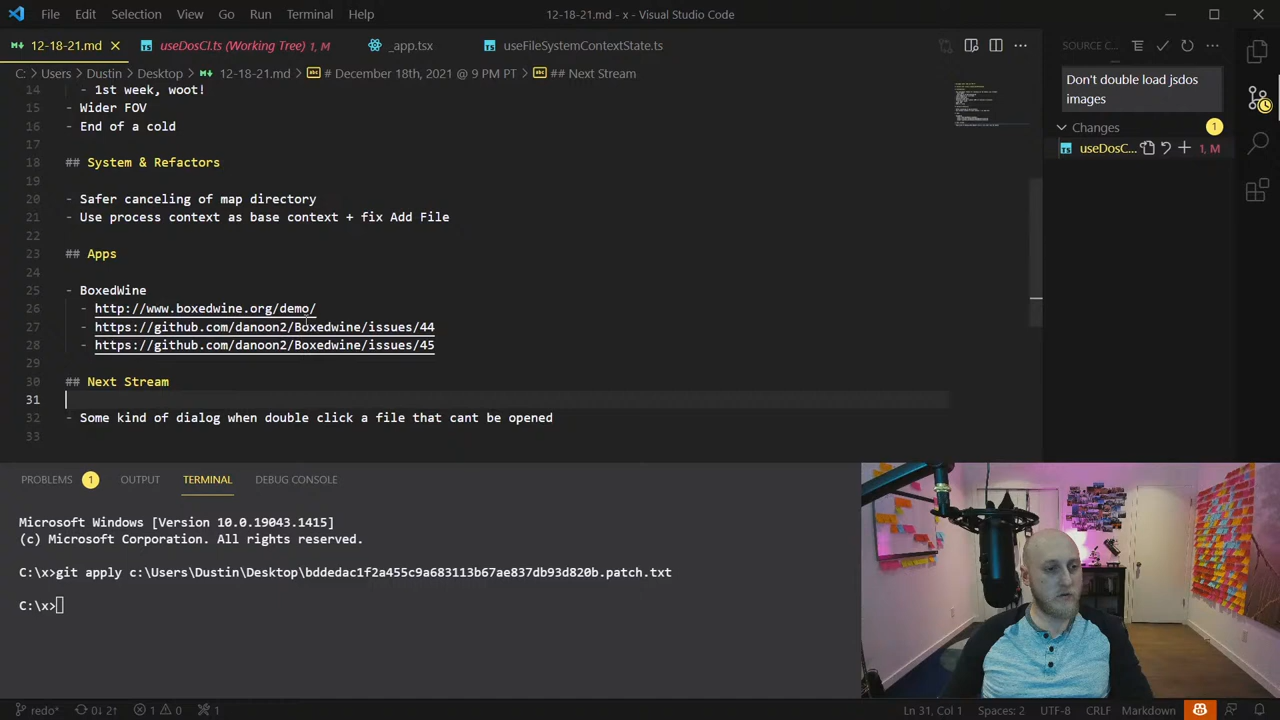 File Edit Selection View Go Run Terminal Help 12-18-21.md - x - Visual Studio Code
12-18-21.md useDosCI.ts (Working Tree) 1, M _app.tsx useFileSystemContextState.ts SOURCE C...
C: > Users > Dustin > Desktop > 12-18-21.md > # December 18th, 2021 @ 9 PM PT > ## Next Stream
Don't double load jsdos
images
Changes 1
useDosC... 1, M
14 - 1st week, woot!
15 - Wider FOV
16 - End of a cold
17
18 ## System & Refactors
19
20 - Safer canceling of map directory
21 - Use process context as base context + fix Add File
22
23 ## Apps
24
25 - BoxedWine
26 - http://www.boxedwine.org/demo/
27 - https://github.com/danoon2/Boxedwine/issues/44
28 - https://github.com/danoon2/Boxedwine/issues/45
29
30 ## Next Stream
31
32 - Some kind of dialog when double click a file that cant be opened
33
PROBLEMS 1 OUTPUT TERMINAL DEBUG CONSOLE
Microsoft Windows [Version 10.0.19043.1415]
(c) Microsoft Corporation. All rights reserved.
C:\x>git apply c:\Users\Dustin\Desktop\bddedac1f2a455c9a683113b67ae837db93d820b.patch.txt
C:\x>
redo* 0↓ 2↑ 1 0 1 Ln 31, Col 1 Spaces: 2 UTF-8 CRLF Markdown